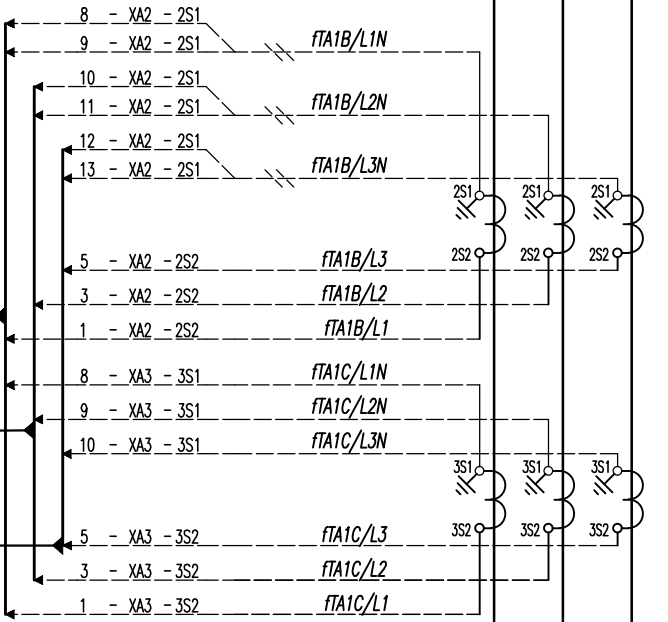 8 - XA2 - 2S1
9 - XA2 - 2S1 fTA1B/L1N
10 - XA2 - 2S1
11 - XA2 - 2S1 fTA1B/L2N
12 - XA2 - 2S1
13 - XA2 - 2S1 fTA1B/L3N
2S1 2S1 2S1
2S2 2S2 2S2
5 - XA2 - 2S2 fTA1B/L3
3 - XA2 - 2S2 fTA1B/L2
1 - XA2 - 2S2 fTA1B/L1
8 - XA3 - 3S1 fTA1C/L1N
9 - XA3 - 3S1 fTA1C/L2N
10 - XA3 - 3S1 fTA1C/L3N
3S1 3S1 3S1
3S2 3S2 3S2
5 - XA3 - 3S2 fTA1C/L3
3 - XA3 - 3S2 fTA1C/L2
1 - XA3 - 3S2 fTA1C/L1